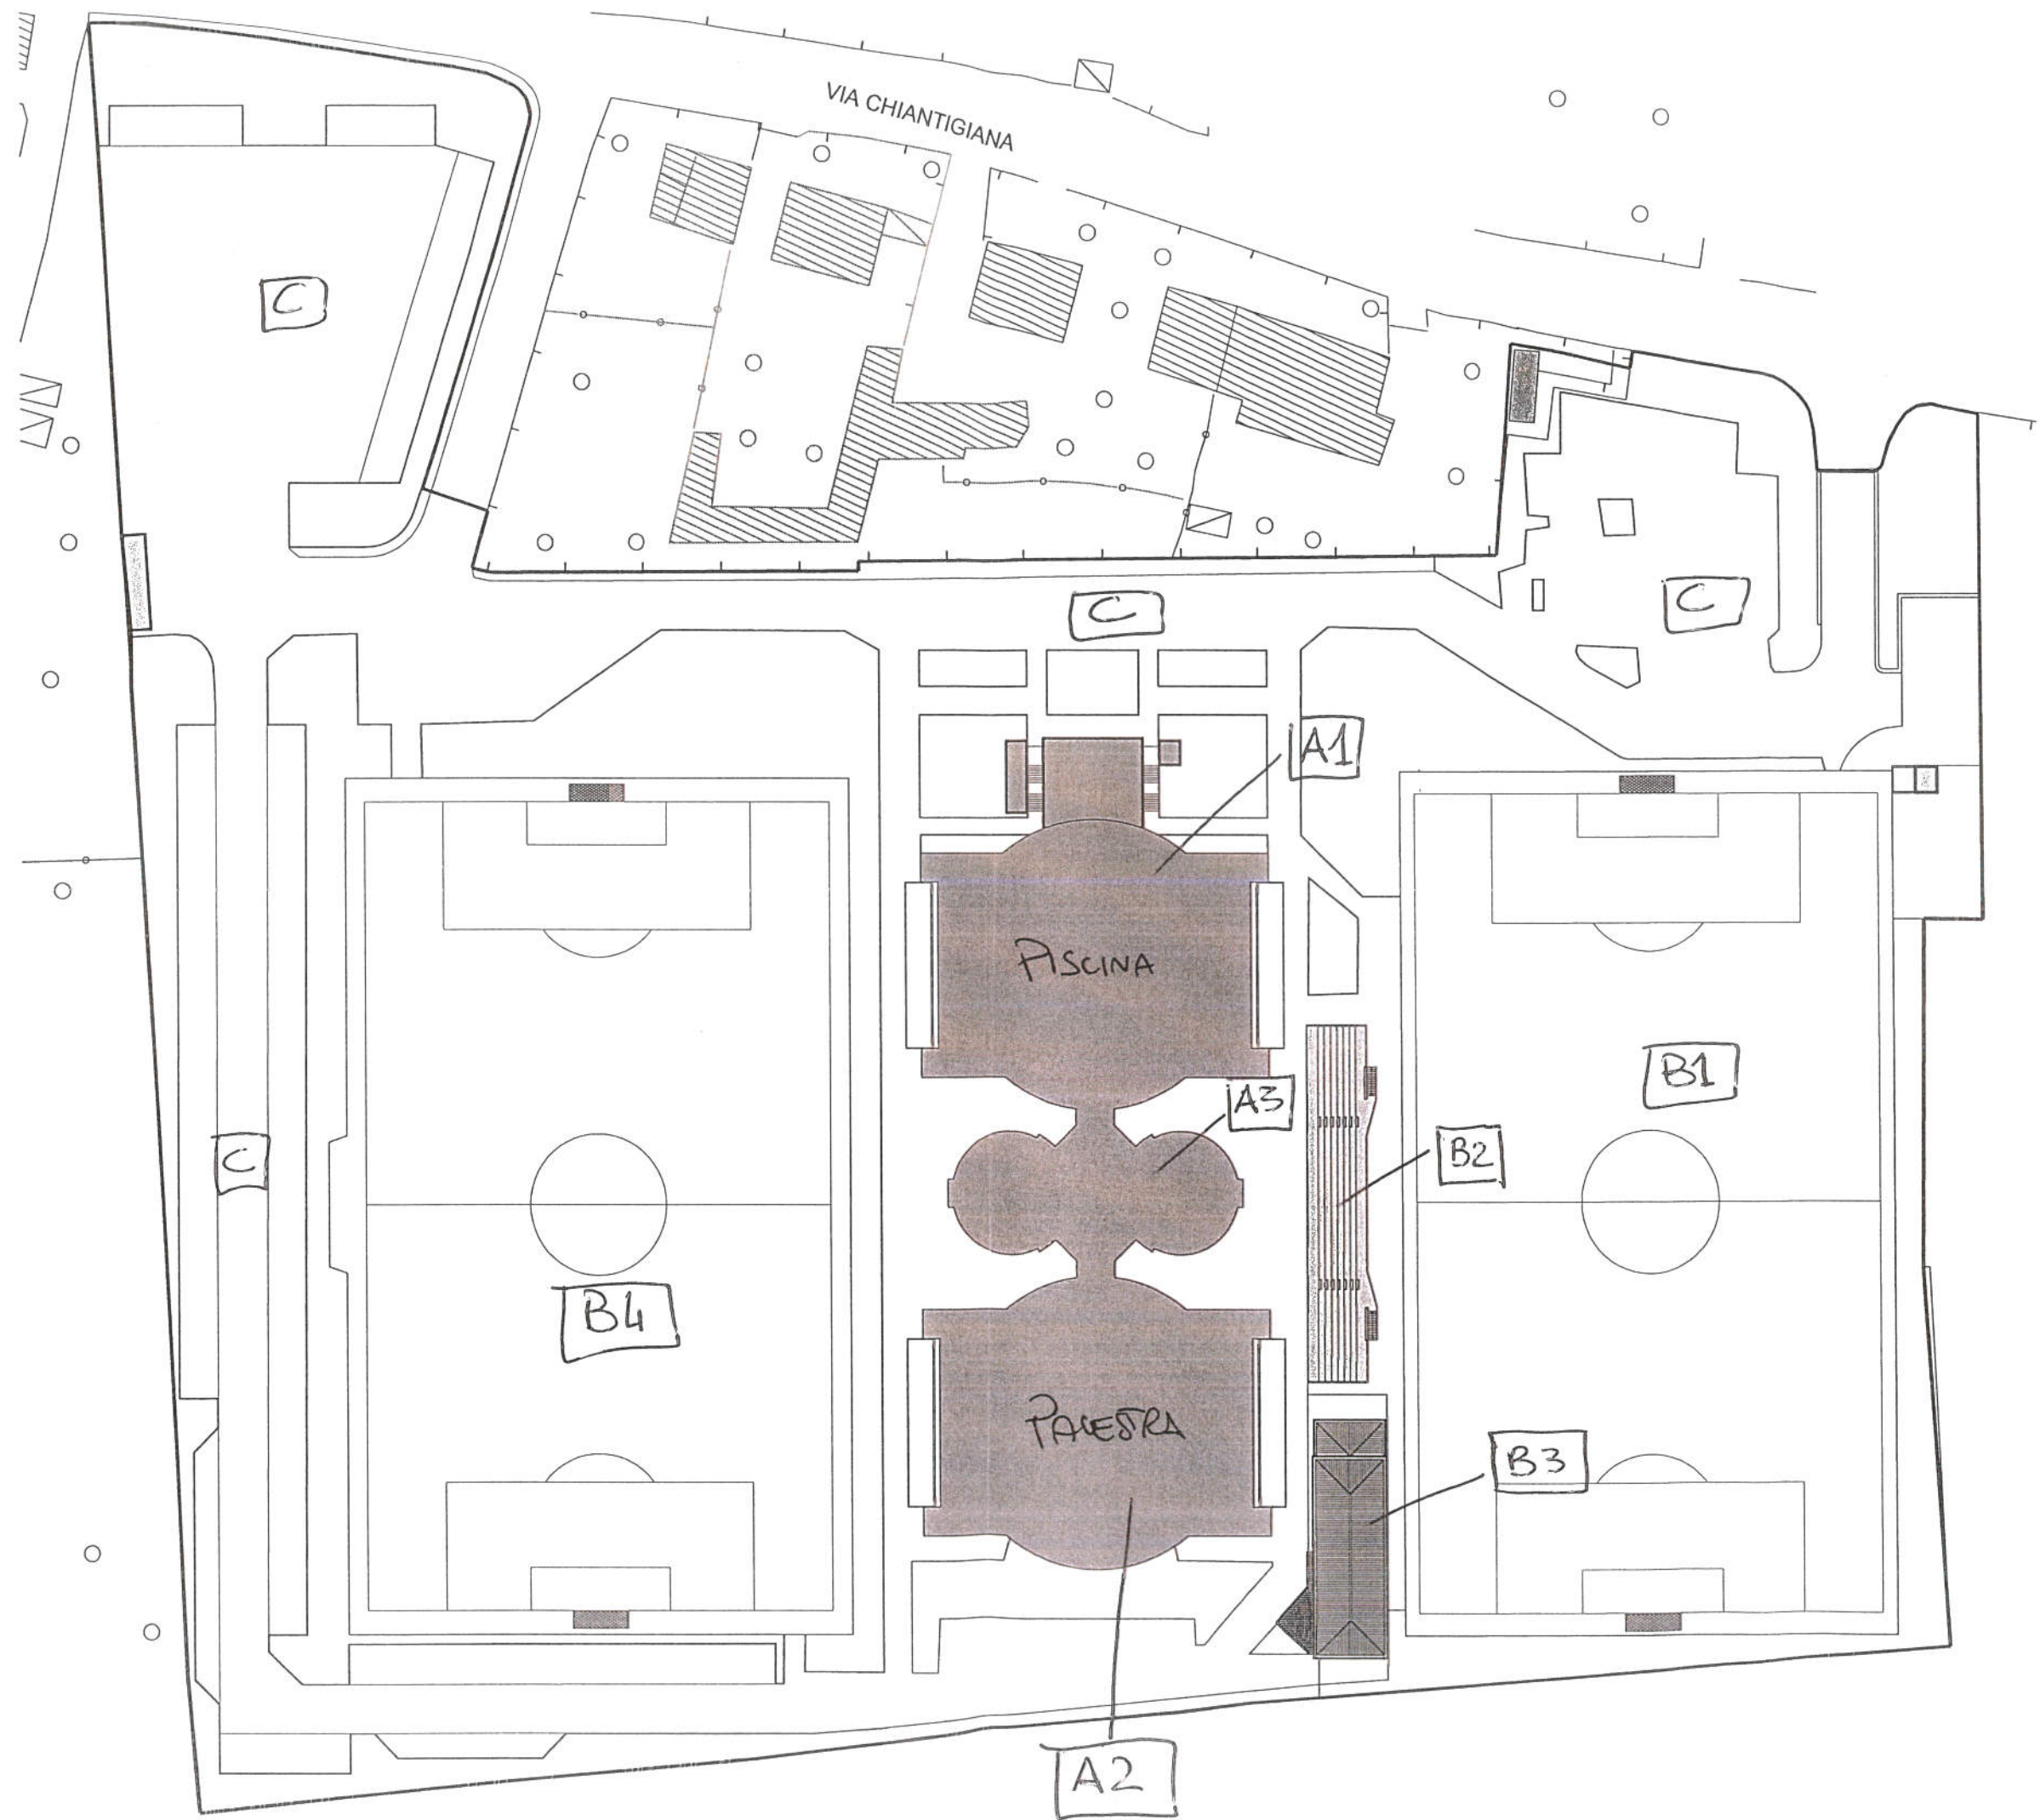 VIA CHIANTIGIANA
C
C
C
A1
PISCINA
B1
A3
B2
C
B4
PALESTRA
B3
A2